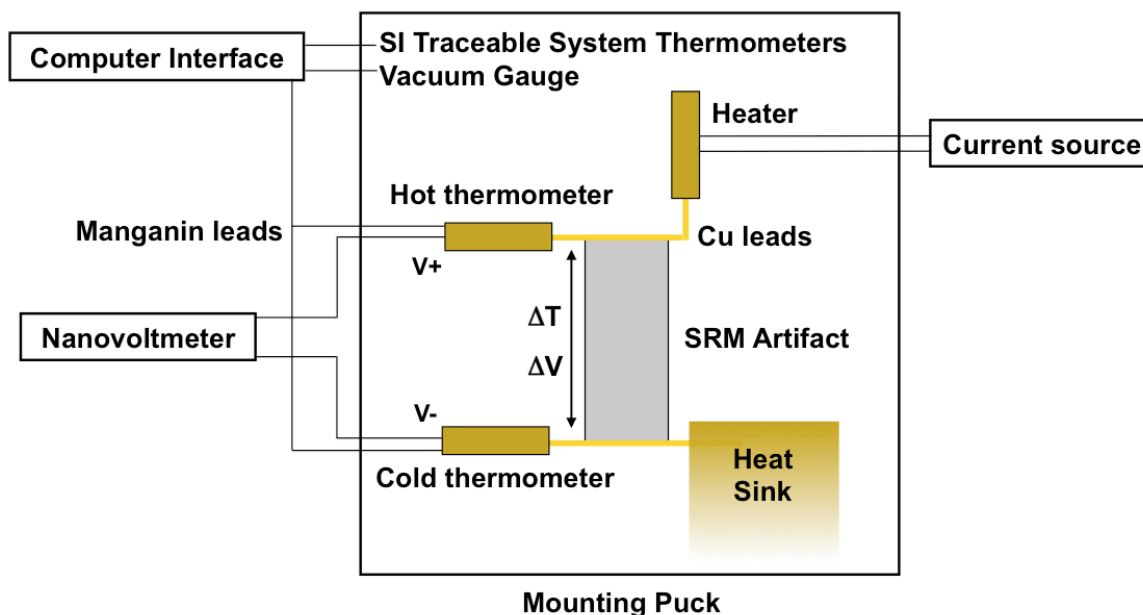 Computer Interface
SI Traceable System Thermometers
Vacuum Gauge
Heater
Current source
Hot thermometer
Manganin leads
Cu leads
V+
ΔT
Nanovoltmeter
SRM Artifact
ΔV
V-
Heat
Sink
Cold thermometer
Mounting Puck